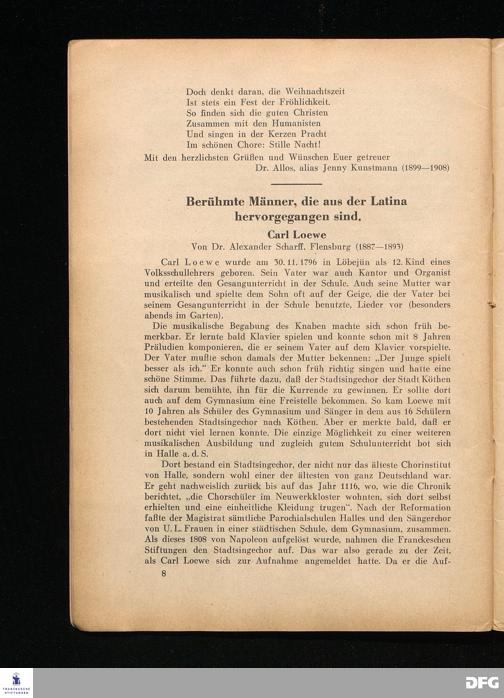 Doch denkt daran, die Weihnachtszeit
Ist stets ein Fest der Fröhlichkeit.
So finden sich die guten Christen
Zusammen mit den Humanisten
Und singen in der Kerzen Pracht
Im schönen Chore: Stille Nacht!
Mit den herzlichsten Grüßen und Wünschen Euer getreuer
Dr. Allos, alias Jenny Kunstmann (1899—1908)
Berühmte Männer, die aus der Latina
hervorgegangen sind.
Carl Loewe
Von Dr. Alexander Scharff, Flensburg (1887—1893)
Carl Loewe wurde am 30. 11. 1796 in Löbejün als 12. Kind eines
Volksschullehrers geboren. Sein Vater war auch Kantor und Organist
und erteilte den Gesangunterricht in der Schule. Auch seine Mutter war
musikalisch und spielte dem Sohn oft auf der Geige, die der Vater bei
seinem Gesangunterricht in der Schule benutzte, Lieder vor (besonders
abends im Garten).
Die musikalische Begabung des Knaben machte sich schon früh be-
merkbar. Er lernte bald Klavier spielen und konnte schon mit 8 Jahren
Präludien komponieren, die er seinem Vater auf dem Klavier vorspielte.
Der Vater mußte schon damals der Mutter bekennen: „Der Junge spielt
besser als ich.“ Er konnte auch schon früh richtig singen und hatte eine
schöne Stimme. Das führte dazu, daß der Stadtsingechor der Stadt Köthen
sich darum bemühte, ihn für die Kurrende zu gewinnen. Er sollte dort
auch auf dem Gymnasium eine Freistelle bekommen. So kam Loewe mit
10 Jahren als Schüler des Gymnasium und Sänger in dem aus 16 Schülern
bestehenden Stadtsingechor nach Köthen. Aber er merkte bald, daß er
dort nicht viel lernen konnte. Die einzige Möglichkeit zu einer weiteren
musikalischen Ausbildung und zugleich gutem Schulunterricht bot sich
in Halle a. d. S.
Dort bestand ein Stadtsingechor, der nicht nur das älteste Chorinstitut
von Halle, sondern wohl einer der ältesten von ganz Deutschland war.
Er geht nachweislich zurück bis auf das Jahr 1116, wo, wie die Chronik
berichtet, „die Chorschüler im Neuwerkkloster wohnten, sich dort selbst
erhielten und eine einheitliche Kleidung trugen“. Nach der Reformation
faßte der Magistrat sämtliche Parochialschulen Halles und den Sängerchor
von U. L. Frauen in einer städtischen Schule, dem Gymnasium, zusammen.
Als dieses 1808 von Napoleon aufgelöst wurde, nahmen die Franckeschen
Stiftungen den Stadtsingechor auf. Das war also gerade zu der Zeit,
als Carl Loewe sich zur Aufnahme angemeldet hatte. Da er die Auf-
8
FRANCKESCHE
STIFTUNGEN
DFG